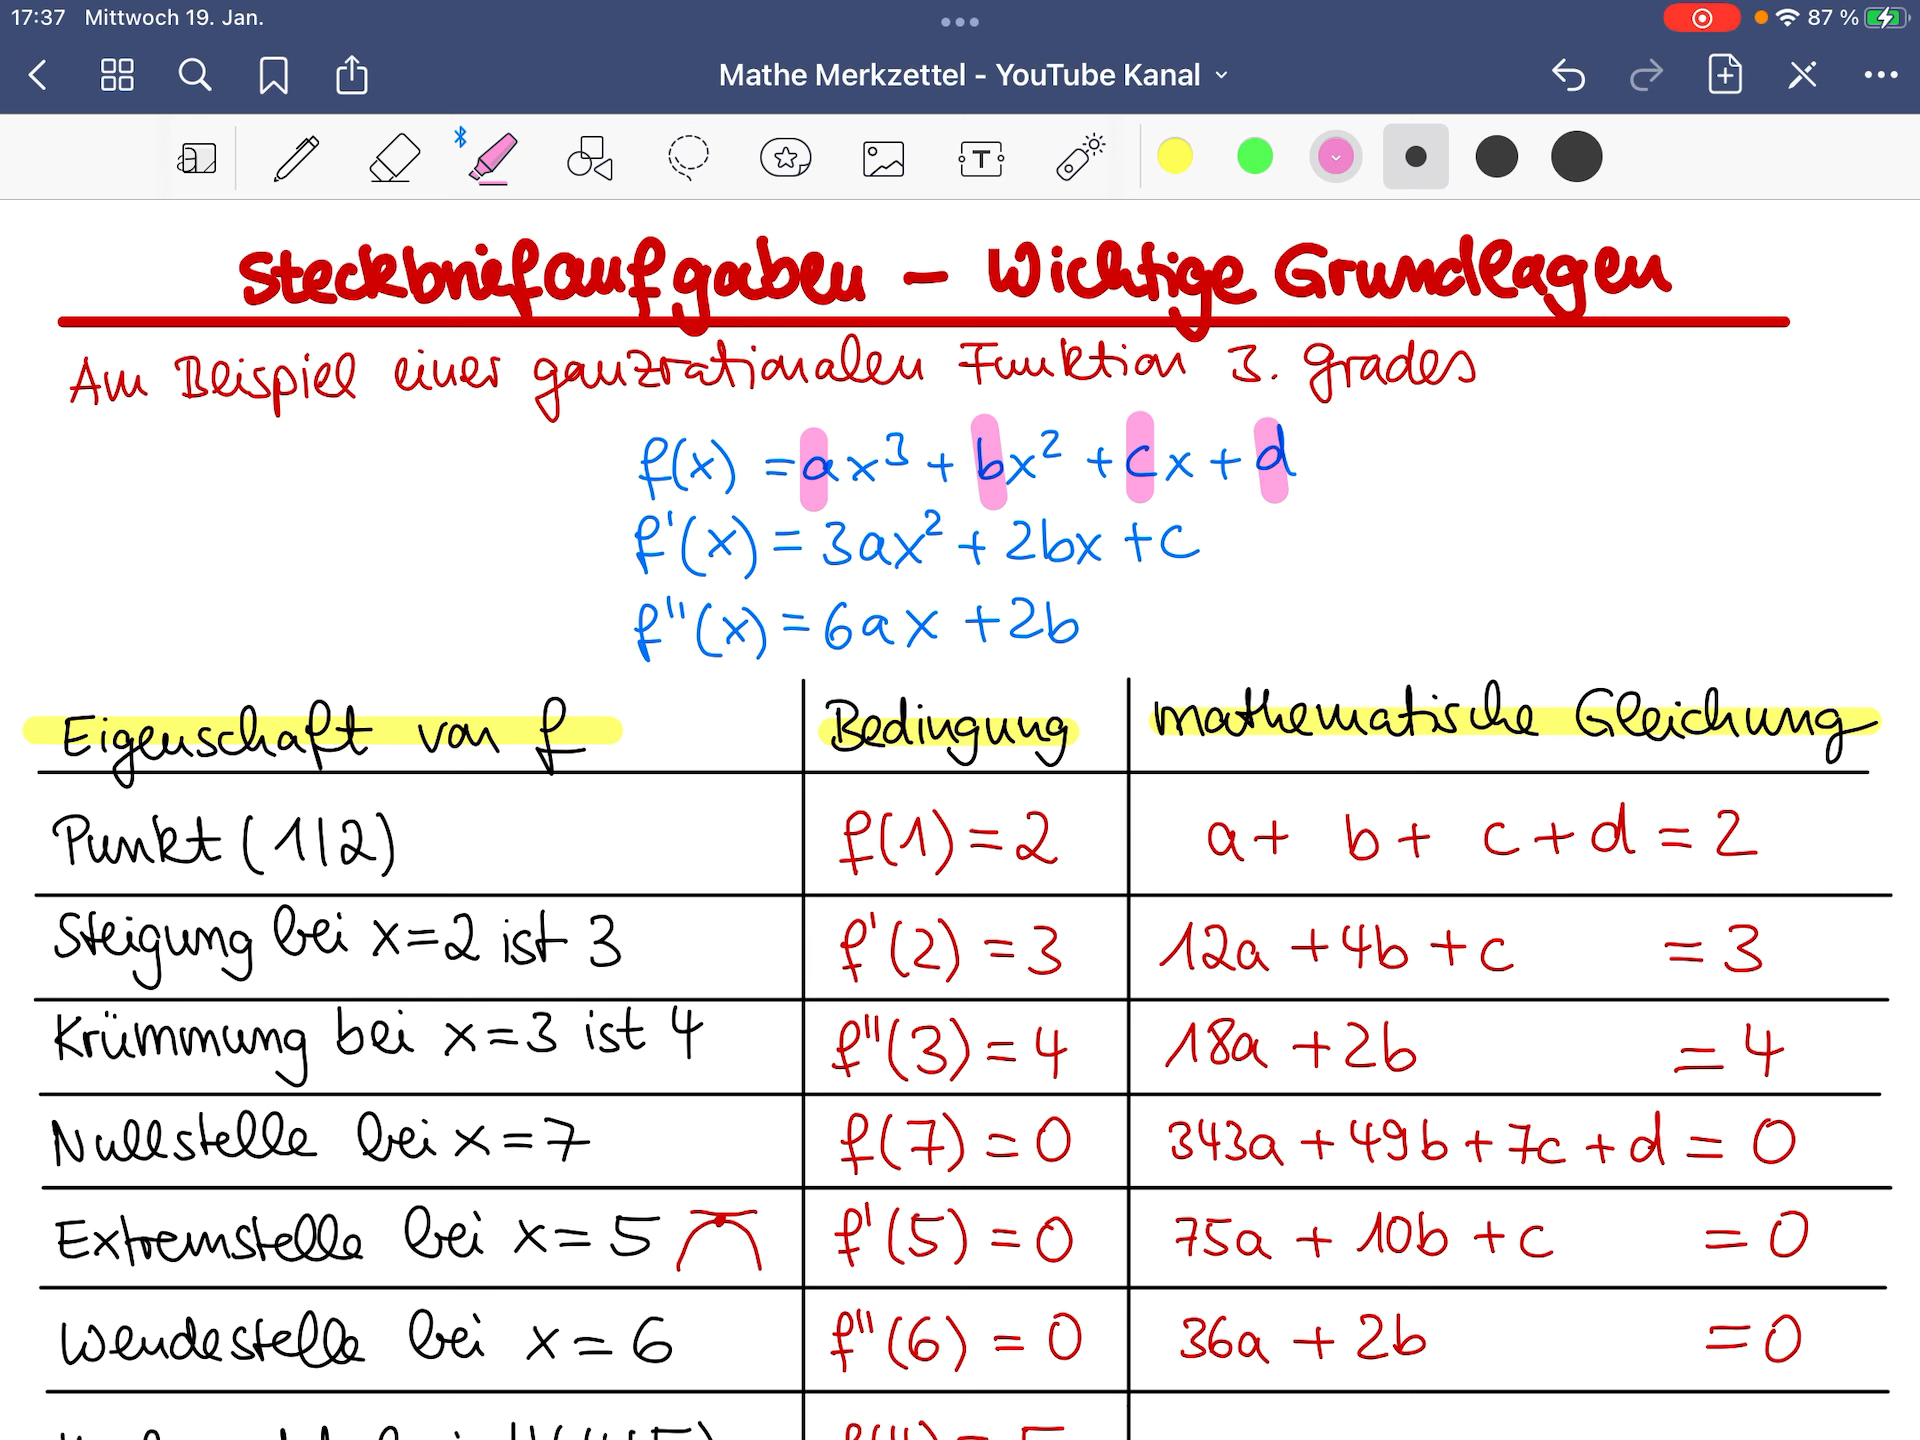 17:37 Mittwoch 19. Jan. 87 %
Mathe Merkzettel - YouTube Kanal
Steckbriefaufgaben - Wichtige Grundlagen
Am Beispiel einer ganzrationalen Funktion 3. Grades
f(x) = ax³ + bx² + cx + d
f'(x) = 3ax² + 2bx + c
f''(x) = 6ax + 2b
Eigenschaft von f Bedingung mathematische Gleichung
Punkt (1|2) f(1) = 2 a + b + c + d = 2
Steigung bei x=2 ist 3 f'(2) = 3 12a + 4b + c = 3
Krümmung bei x=3 ist 4 f''(3) = 4 18a + 2b = 4
Nullstelle bei x=7 f(7) = 0 343a + 49b + 7c + d = 0
Extremstelle bei x=5 f'(5) = 0 75a + 10b + c = 0
Wendestelle bei x=6 f''(6) = 0 36a + 2b = 0